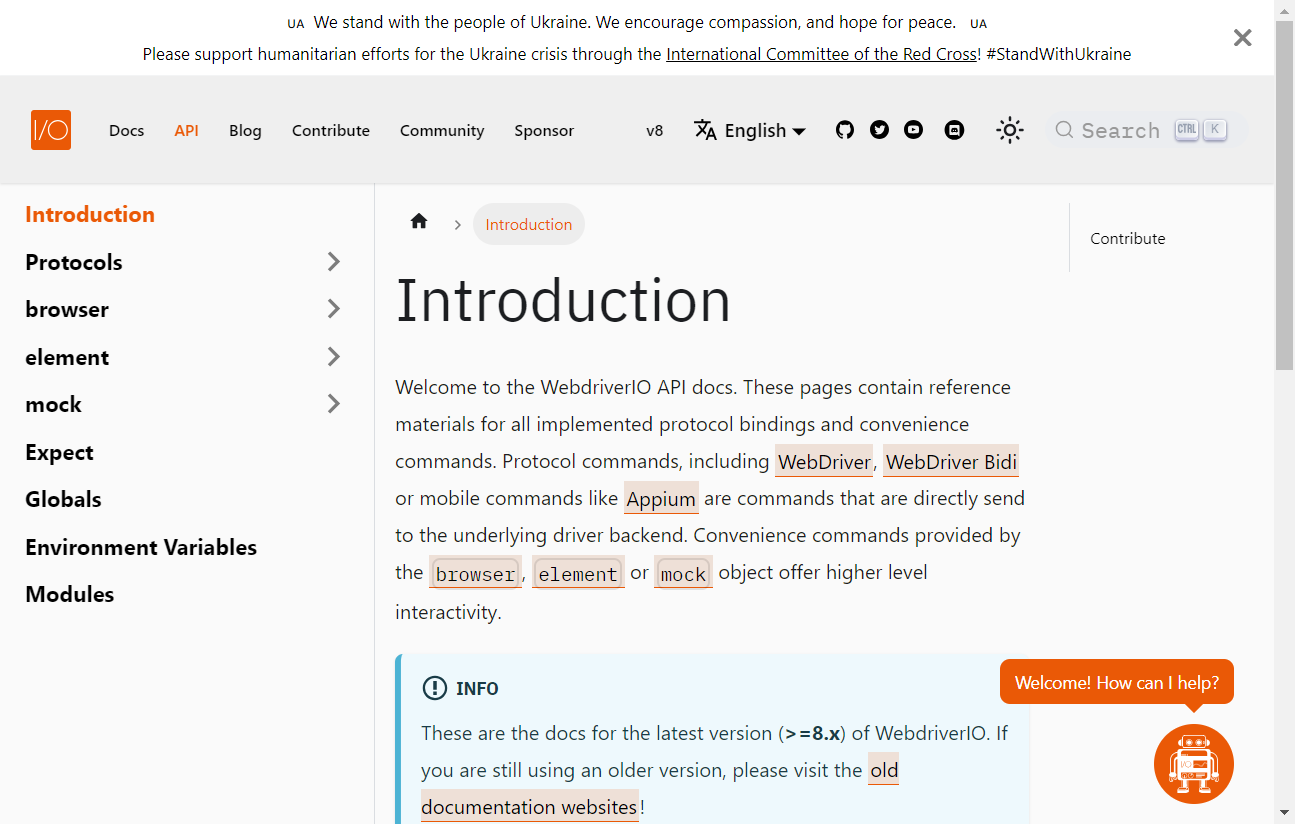 UA We stand with the people of Ukraine. We encourage compassion, and hope for peace. UA
Please support humanitarian efforts for the Ukraine crisis through the International Committee of the Red Cross! #StandWithUkraine
I/O Docs API Blog Contribute Community Sponsor v8 English Search CTRL K
Introduction
Protocols
browser
element
mock
Expect
Globals
Environment Variables
Modules
Introduction
Contribute
Introduction
Welcome to the WebdriverIO API docs. These pages contain reference
materials for all implemented protocol bindings and convenience
commands. Protocol commands, including WebDriver, WebDriver Bidi
or mobile commands like Appium are commands that are directly send
to the underlying driver backend. Convenience commands provided by
the browser, element or mock object offer higher level
interactivity.
INFO
These are the docs for the latest version (>=8.x) of WebdriverIO. If
you are still using an older version, please visit the old
documentation websites!
Welcome! How can I help?
I/O